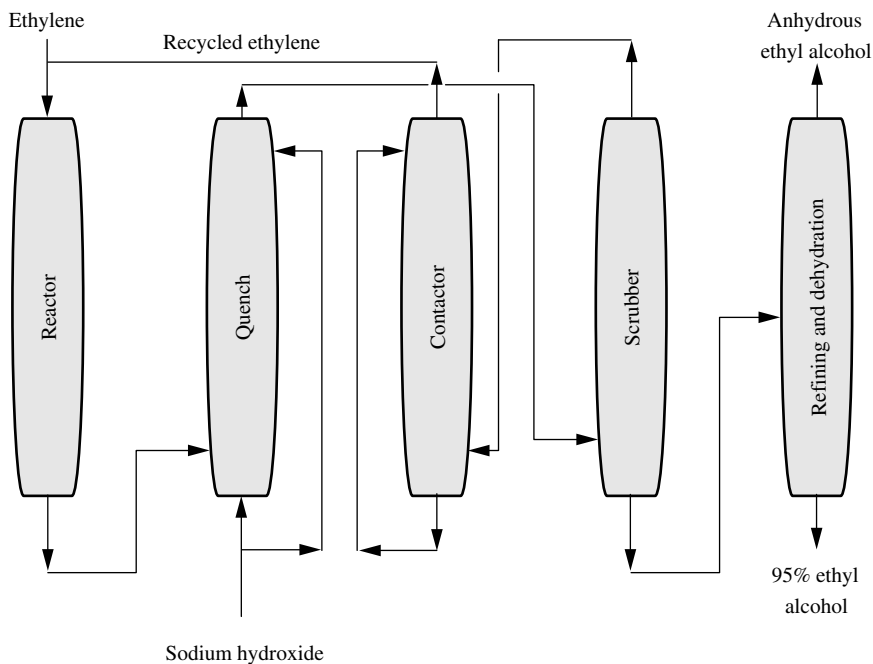 Ethylene
Recycled ethylene
Anhydrous
ethyl alcohol
Reactor
Quench
Contactor
Scrubber
Refining and dehydration
95% ethyl
alcohol
Sodium hydroxide